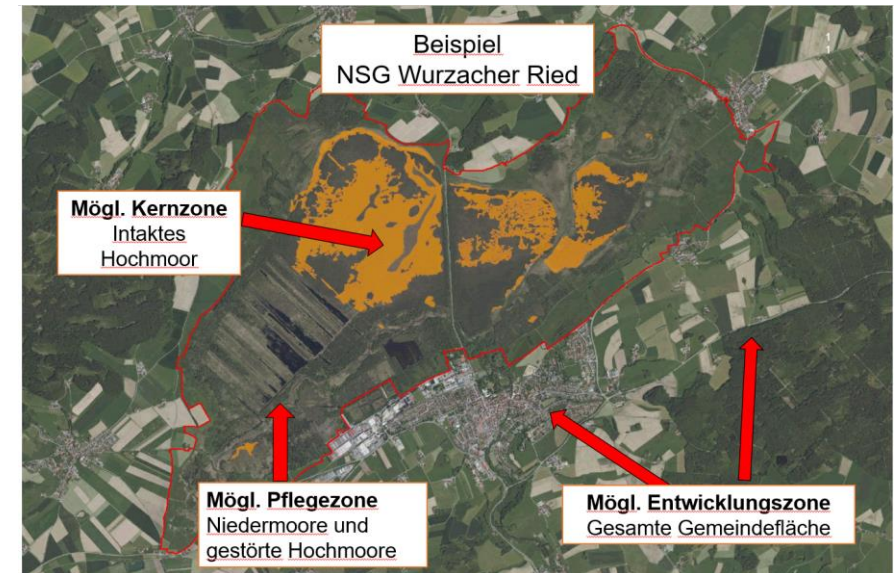 Beispiel
NSG Wurzacher Ried
Mögl. Kernzone
Intaktes
Hochmoor
Mögl. Pflegezone
Niedermoore und
gestörte Hochmoore
Mögl. Entwicklungszone
Gesamte Gemeindefläche